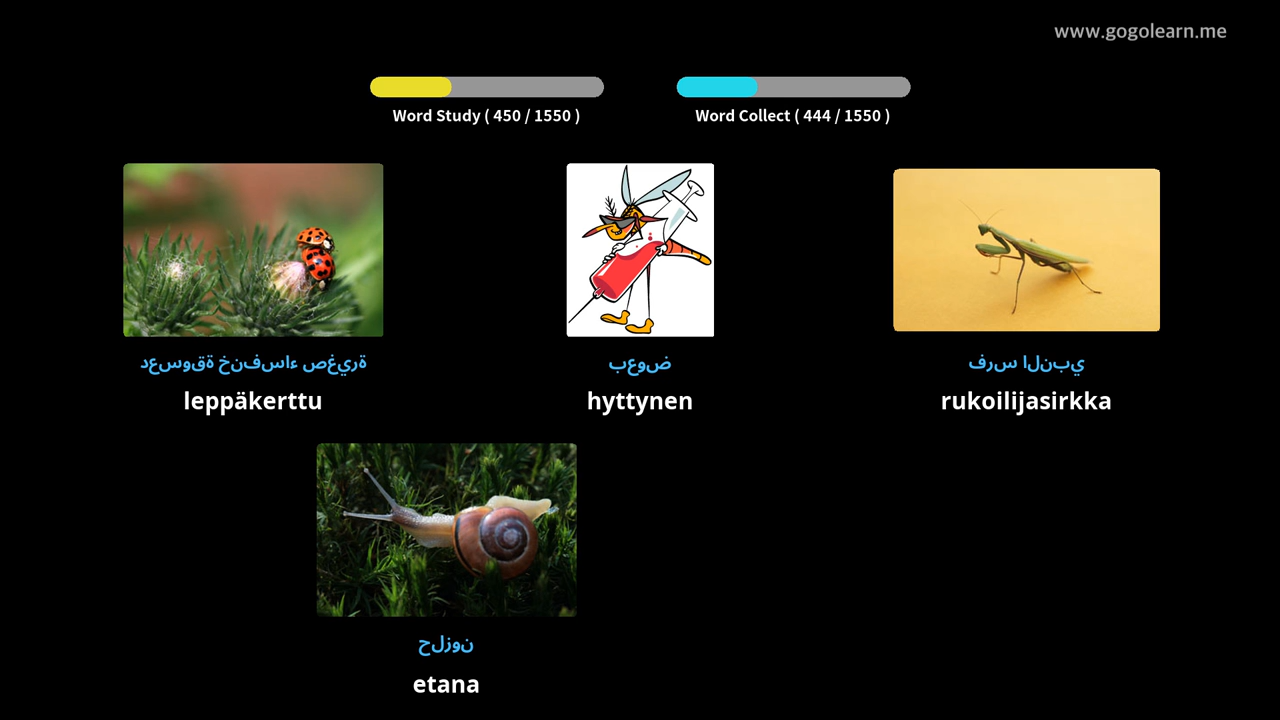 www.gogolearn.me
Word Study ( 450 / 1550 )
Word Collect ( 444 / 1550 )
دعسوقة خنفساء صغيرة
leppäkerttu
بعوض
hyttynen
فرس النبي
rukoilijasirkka
حلزون
etana